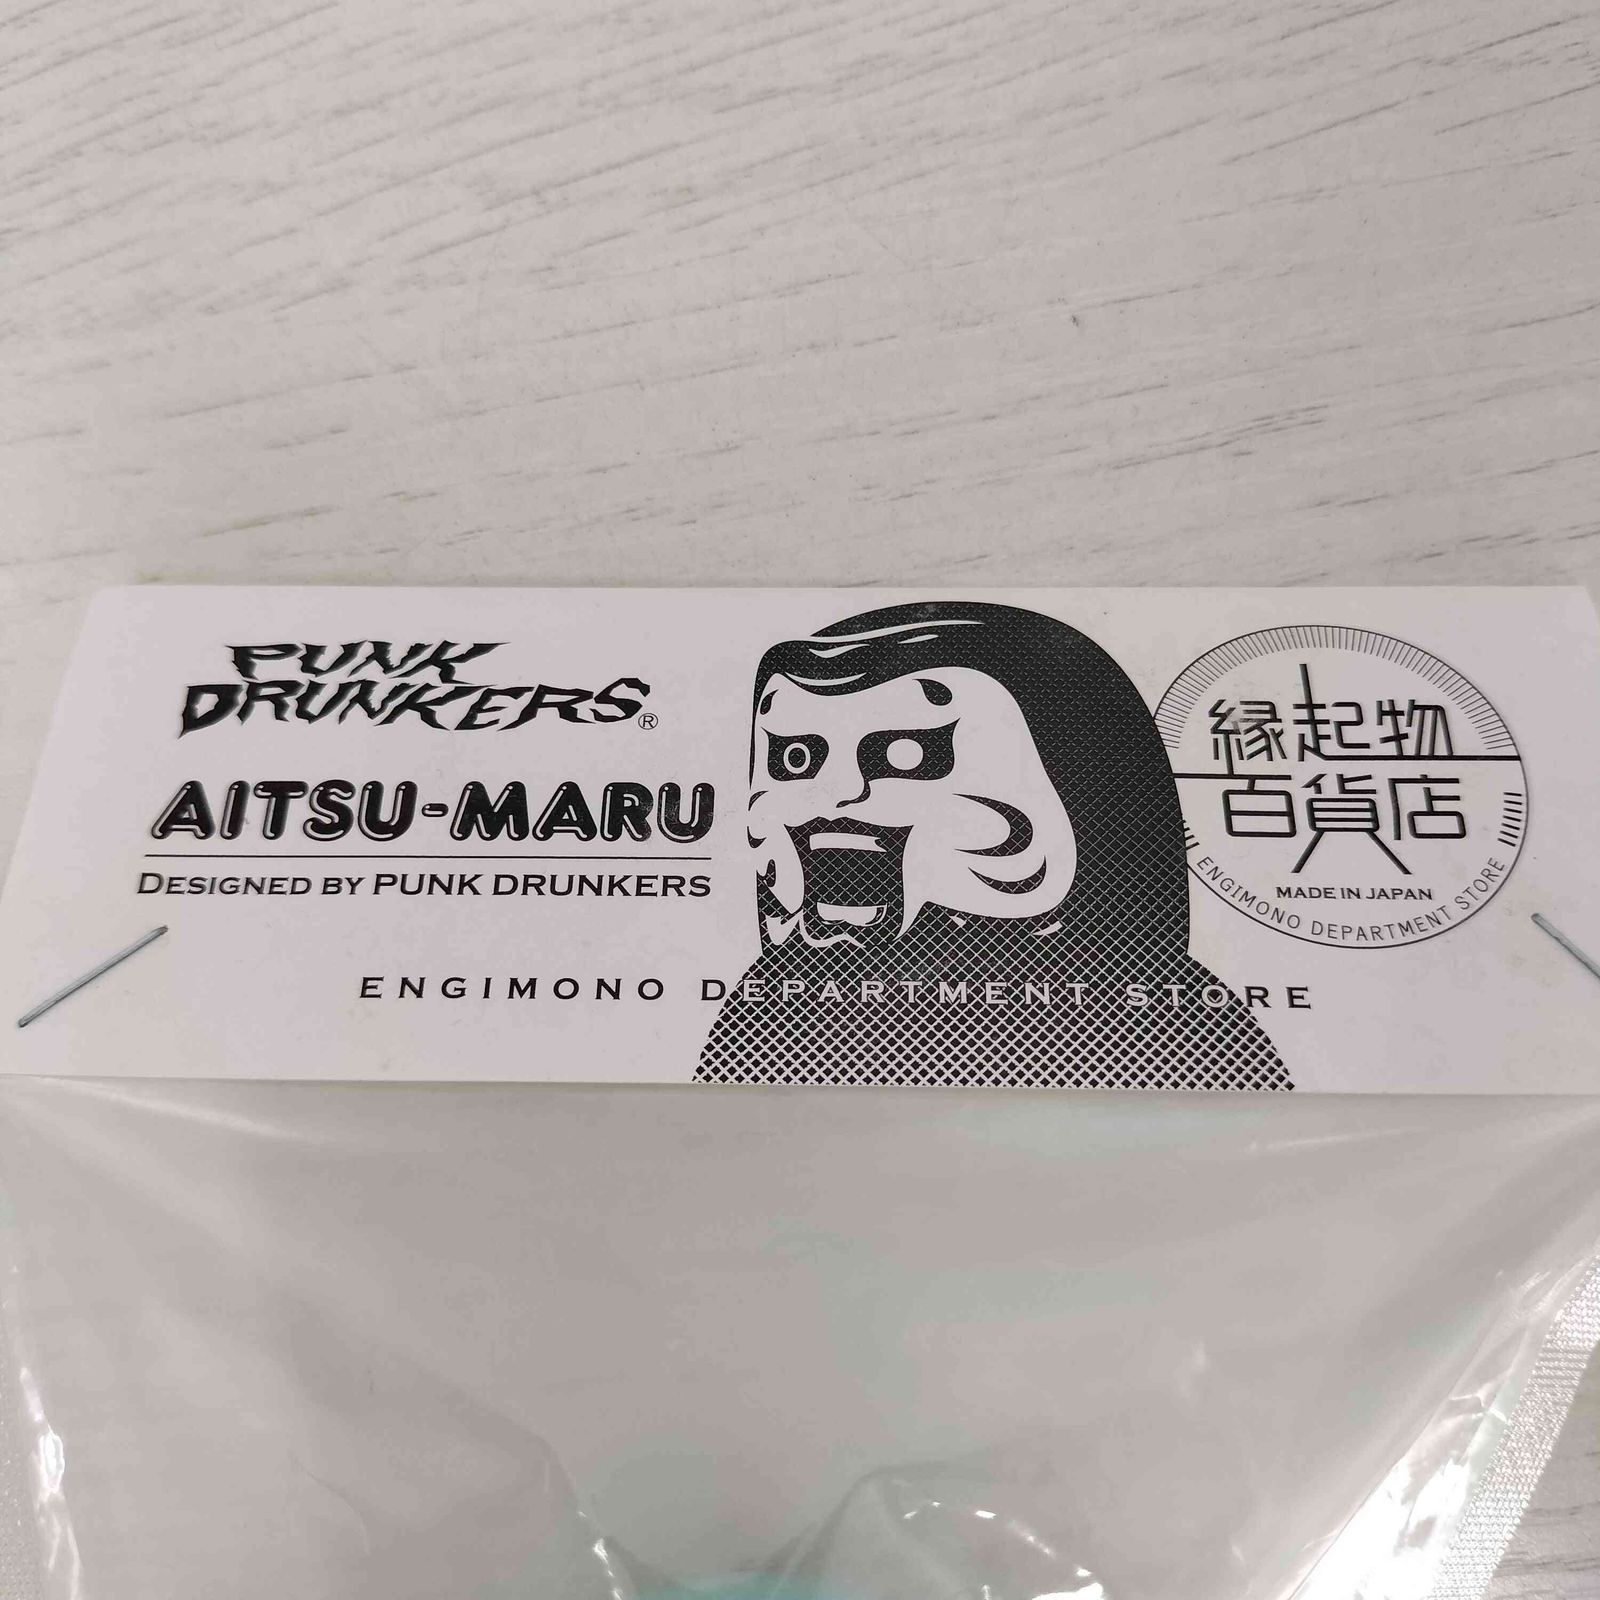 PUNK
DRUNKERS®
AITSU-MARU
DESIGNED BY PUNK DRUNKERS
ENGIMONO DEPARTMENT STORE
縁起物
百貨店
MADE IN JAPAN
ENGIMONO DEPARTMENT STORE